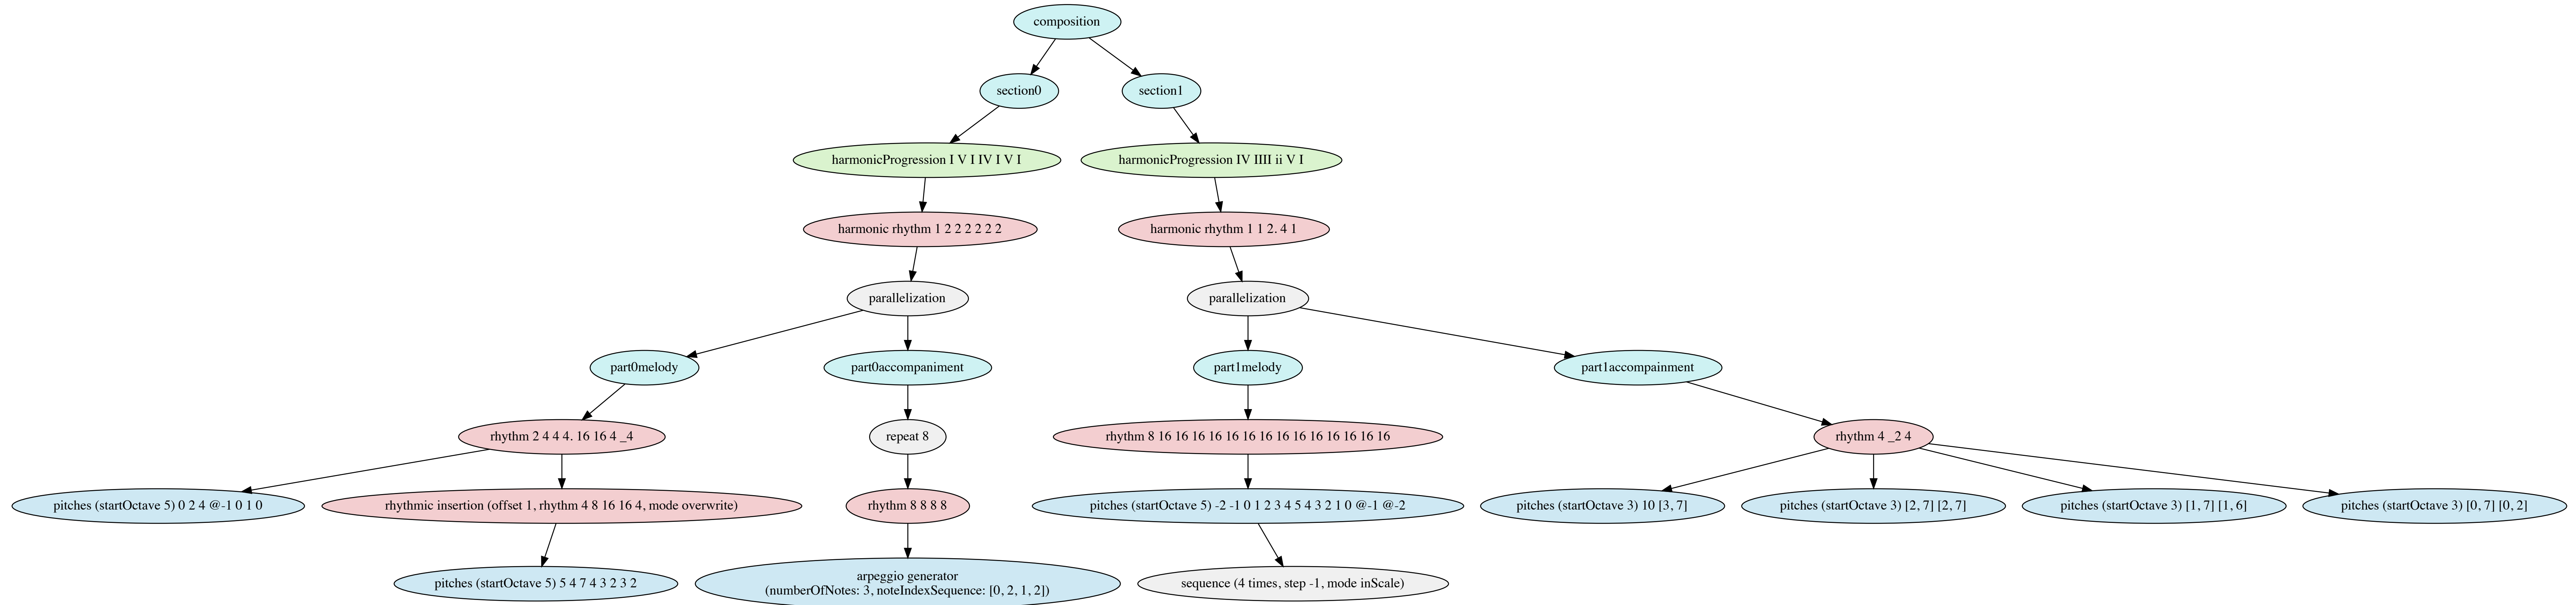 composition
section0
section1
harmonicProgression I V I IV I V I
harmonicProgression IV IIII ii V I
harmonic rhythm 1 2 2 2 2 2 2
harmonic rhythm 1 1 2. 4 1
parallelization
parallelization
part0melody
part0accompaniment
part1melody
part1accompainment
rhythm 2 4 4 4. 16 16 4 _4
repeat 8
rhythm 8 16 16 16 16 16 16 16 16 16 16 16 16 16 16
rhythm 4 _2 4
pitches (startOctave 5) 0 2 4 @-1 0 1 0
rhythmic insertion (offset 1, rhythm 4 8 16 16 4, mode overwrite)
rhythm 8 8 8 8
pitches (startOctave 5) -2 -1 0 1 2 3 4 5 4 3 2 1 0 @-1 @-2
pitches (startOctave 3) 10 [3, 7]
pitches (startOctave 3) [2, 7] [2, 7]
pitches (startOctave 3) [1, 7] [1, 6]
pitches (startOctave 3) [0, 7] [0, 2]
pitches (startOctave 5) 5 4 7 4 3 2 3 2
arpeggio generator
(numberOfNotes: 3, noteIndexSequence: [0, 2, 1, 2])
sequence (4 times, step -1, mode inScale)